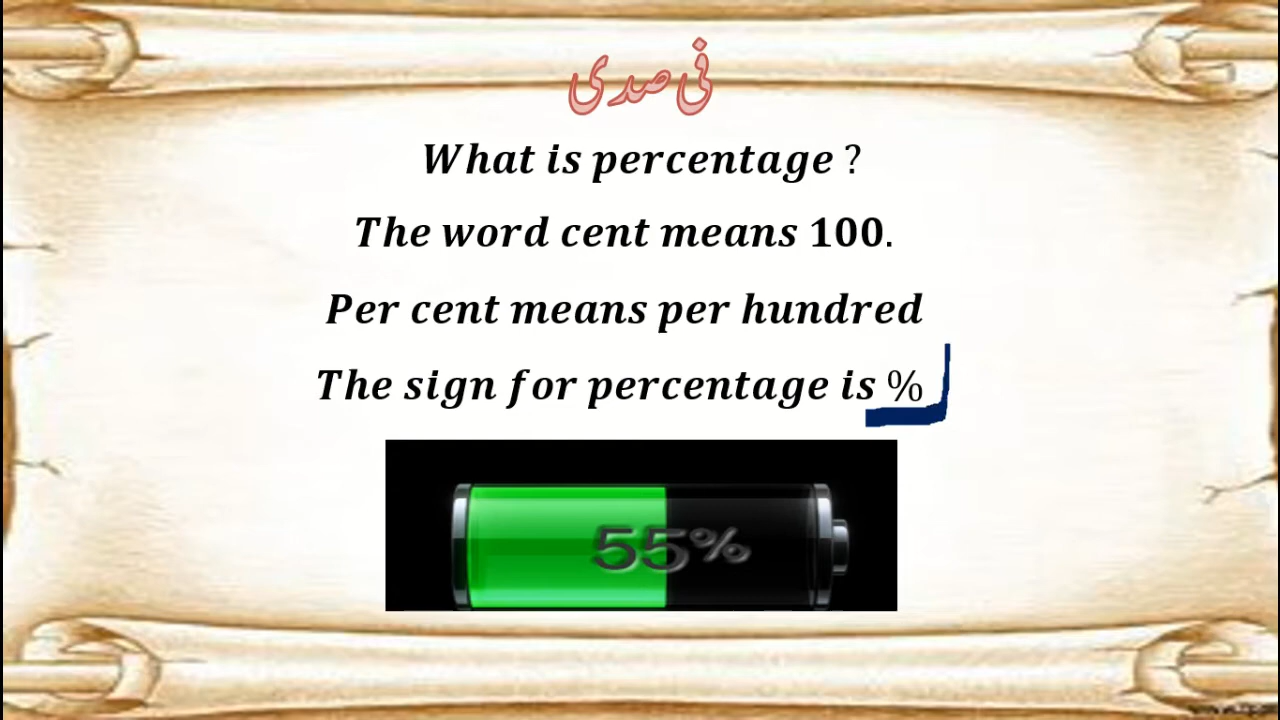 فی صدی
What is percentage ?
The word cent means 100.
Per cent means per hundred
The sign for percentage is %
55%